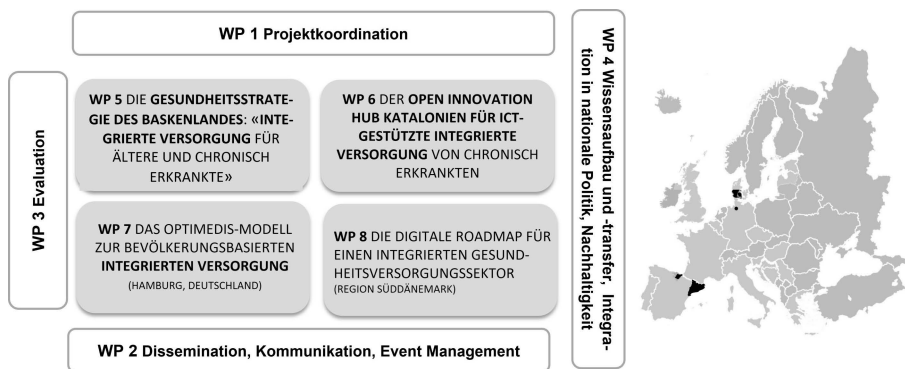 WP 1 Projektkoordination
WP 3 Evaluation
WP 5 DIE GESUNDHEITSSTRATE-
GIE DES BASKENLANDES: «INTE-
GRIERTE VERSORGUNG FÜR
ÄLTERE UND CHRONISCH
ERKRANKTE»
WP 6 DER OPEN INNOVATION
HUB KATALONIEN FÜR ICT-
GESTÜTZTE INTEGRIERTE
VERSORGUNG VON CHRONISCH
ERKRANKTEN
WP 7 DAS OPTIMEDIS-MODELL
ZUR BEVÖLKERUNGSBASIERTEN
INTEGRIERTEN VERSORGUNG
(HAMBURG, DEUTSCHLAND)
WP 8 DIE DIGITALE ROADMAP FÜR
EINEN INTEGRIERTEN GESUND-
HEITSVERSORGUNGSSEKTOR
(REGION SÜDDÄNEMARK)
WP 2 Dissemination, Kommunikation, Event Management
WP 4 Wissensaufbau und -transfer, Integra-
tion in nationale Politik, Nachhaltigkeit